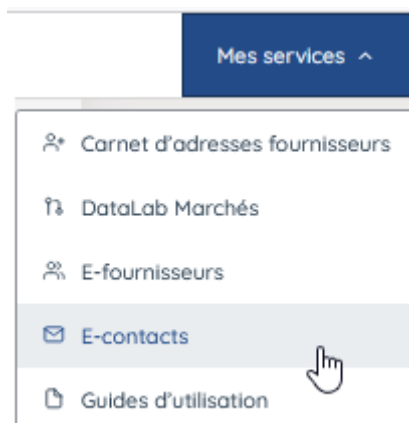 Mes services
Carnet d'adresses fournisseurs
DataLab Marchés
E-fournisseurs
E-contacts
Guides d'utilisation